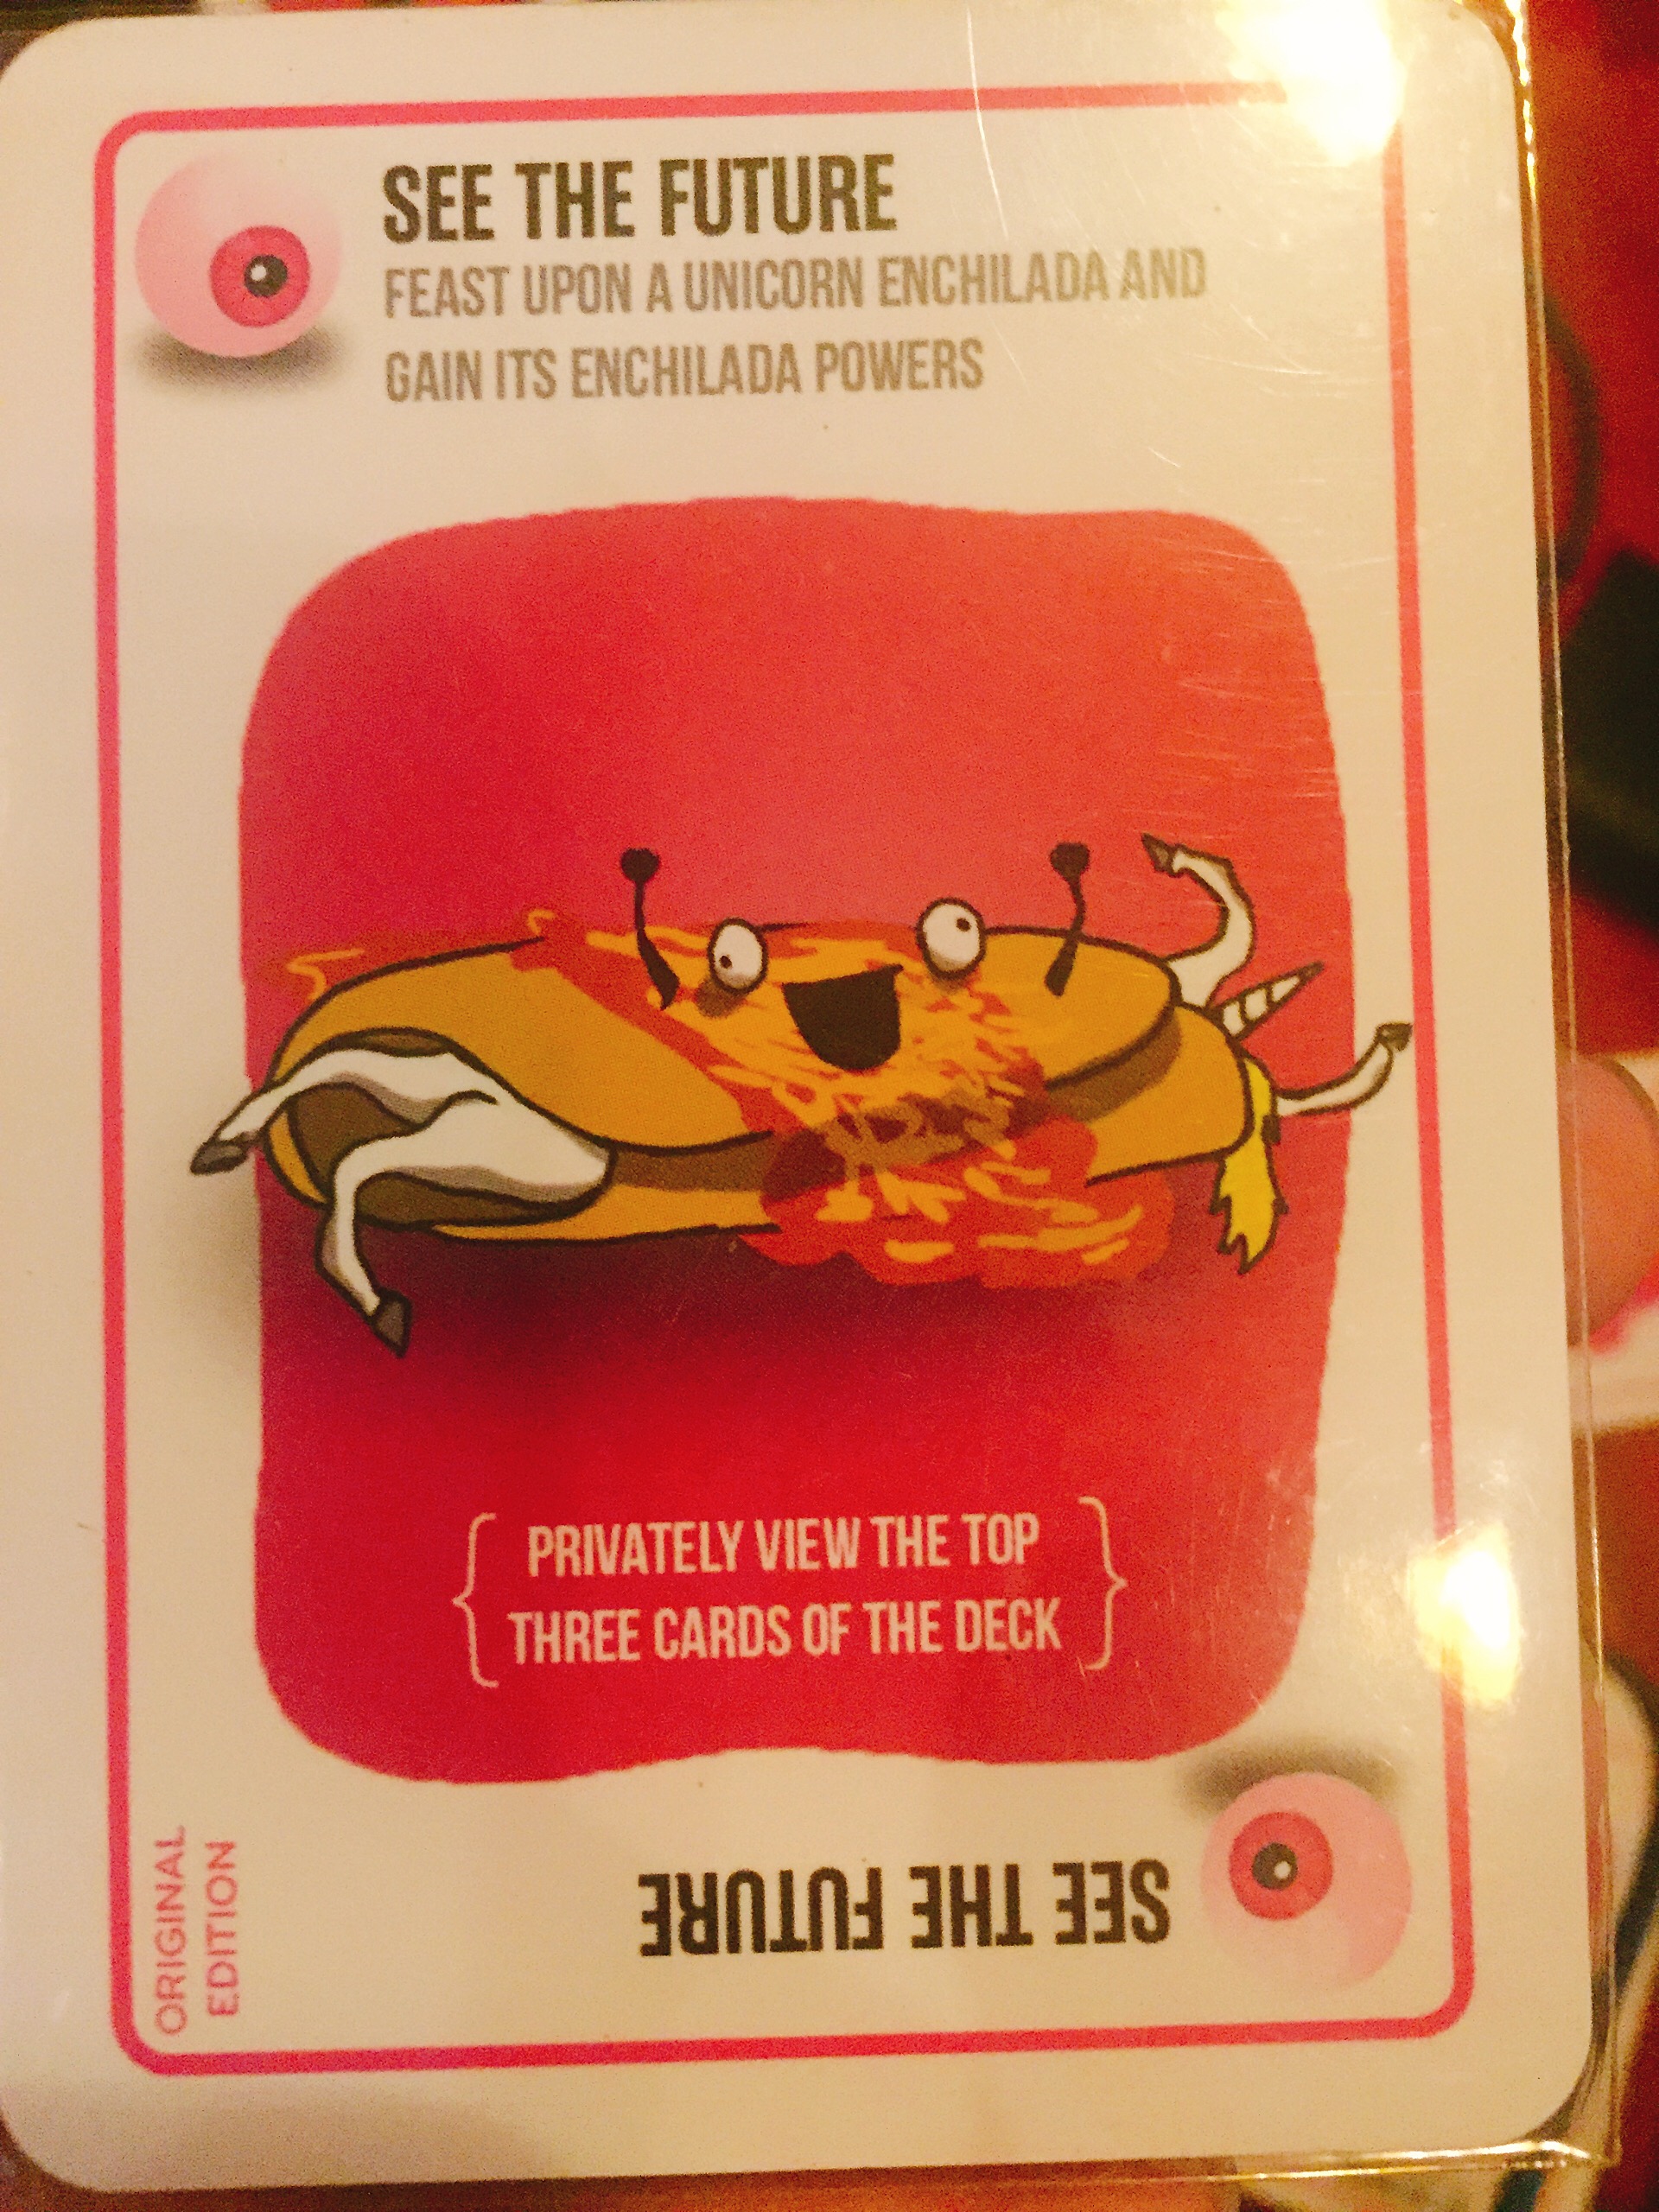 SEE THE FUTURE
FEAST UPON A UNICORN ENCHILADA AND
GAIN ITS ENCHILADA POWERS
PRIVATELY VIEW THE TOP
THREE CARDS OF THE DECK
ORIGINAL
EDITION
SEE THE FUTURE